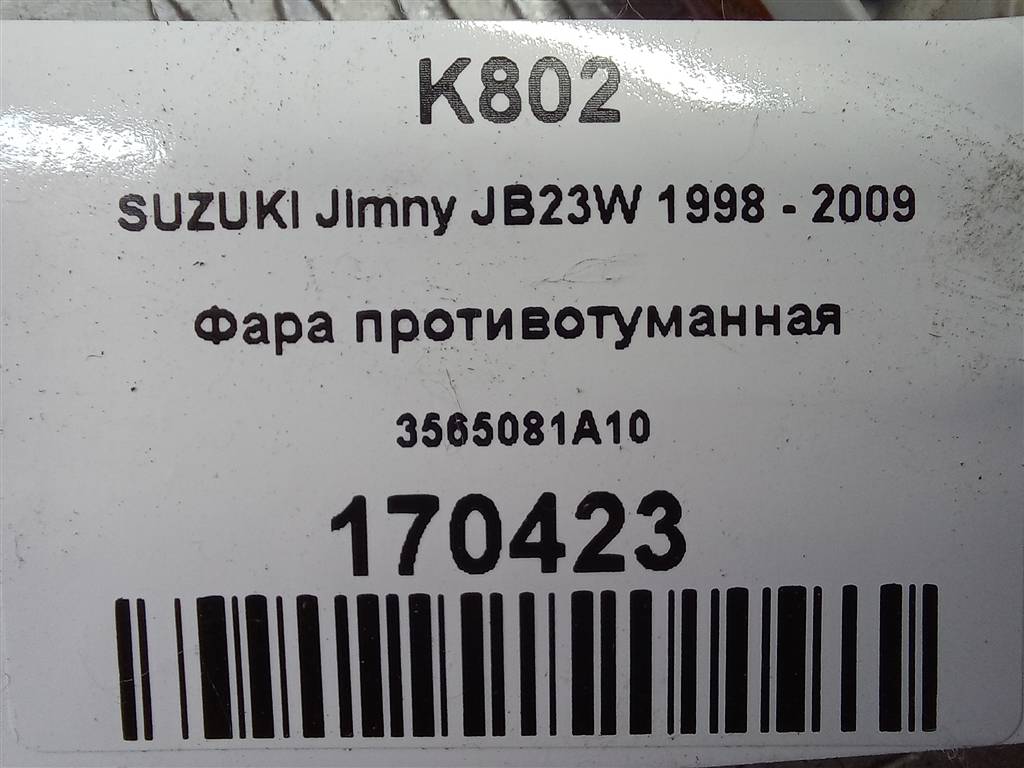 K802
SUZUKI Jimny JB23W 1998 - 2009
Фара противотуманная
3565081A10
170423